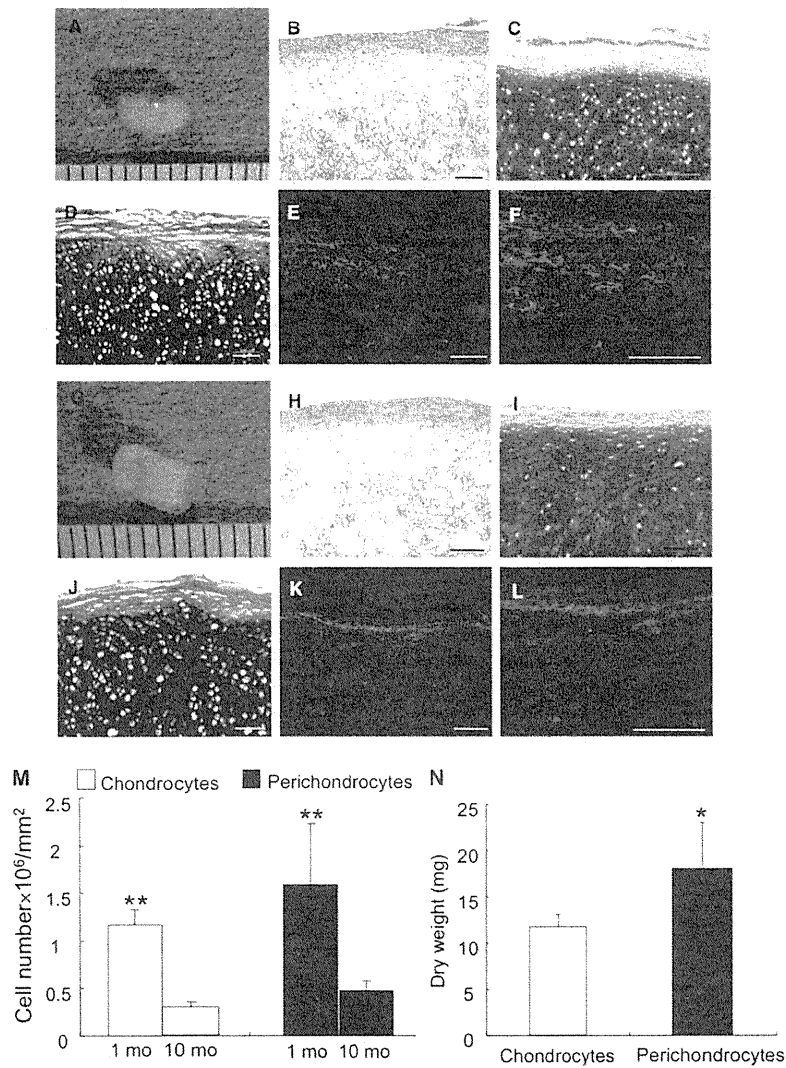 A
B
C
D
E
F
G
H
I
J
K
L
M
Chondrocytes
Perichondrocytes
2.5
2
1.5
1
0.5
0
Cell number×10⁶/mm²
**
**
1 mo 10 mo
1 mo 10 mo
N
25
20
15
10
5
0
Dry weight (mg)
*
Chondrocytes
Perichondrocytes